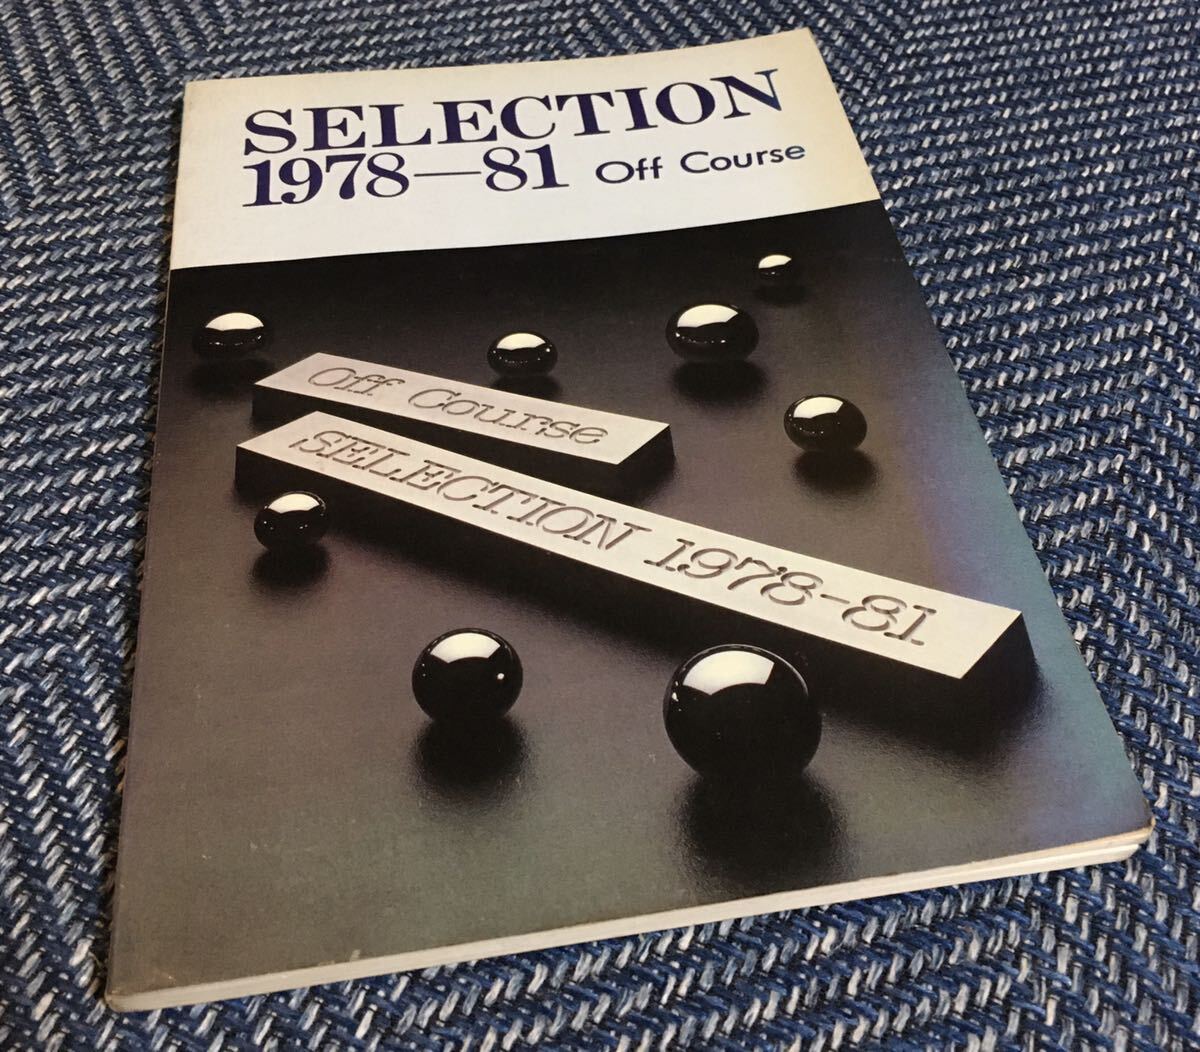 SELECTION
1978—81 Off Course
Off Course
SELECTION 1978-81